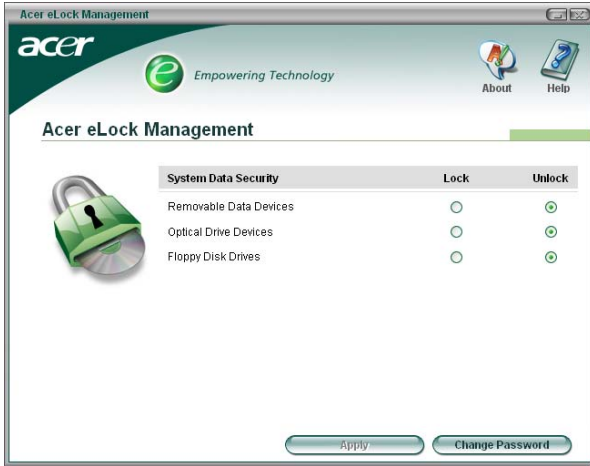 Acer eLock Management
acer
Empowering Technology
About
Help
Acer eLock Management
System Data Security Lock Unlock
Removable Data Devices
Optical Drive Devices
Floppy Disk Drives
Apply
Change Password